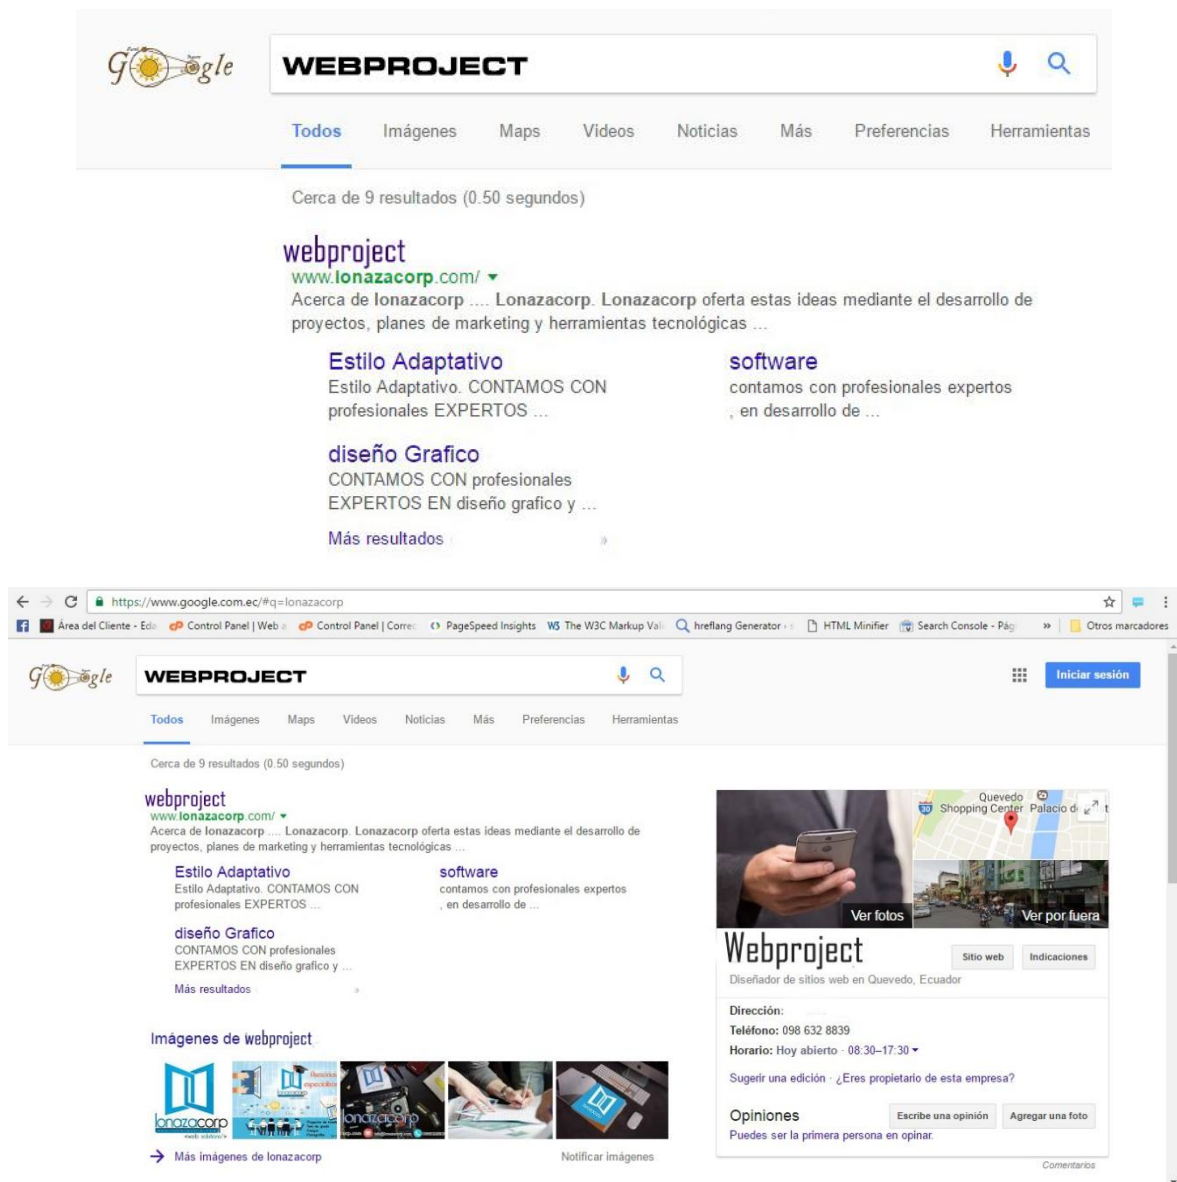 Google
WEBPROJECT
Todos Imágenes Maps Videos Noticias Más Preferencias Herramientas
Cerca de 9 resultados (0.50 segundos)
webproject
www.lonazacorp.com/
Acerca de lonazacorp .... Lonazacorp. Lonazacorp oferta estas ideas mediante el desarrollo de
proyectos, planes de marketing y herramientas tecnológicas ...
Estilo Adaptativo
Estilo Adaptativo. CONTAMOS CON
profesionales EXPERTOS ...
software
contamos con profesionales expertos
, en desarrollo de ...
diseño Grafico
CONTAMOS CON profesionales
EXPERTOS EN diseño grafico y ...
Más resultados »
https://www.google.com.ec/#q=lonazacorp
Área del Cliente - Eda cP Control Panel | Web cP Control Panel | Correc PageSpeed Insights W3 The W3C Markup Vali hreflang Generator HTML Minifier Search Console - Pág » Otros marcadores
Google
WEBPROJECT
Iniciar sesión
Todos Imágenes Maps Videos Noticias Más Preferencias Herramientas
Cerca de 9 resultados (0.50 segundos)
webproject
www.lonazacorp.com/
Acerca de lonazacorp .... Lonazacorp. Lonazacorp oferta estas ideas mediante el desarrollo de
proyectos, planes de marketing y herramientas tecnológicas ...
Estilo Adaptativo
Estilo Adaptativo. CONTAMOS CON
profesionales EXPERTOS ...
software
contamos con profesionales expertos
, en desarrollo de ...
diseño Grafico
CONTAMOS CON profesionales
EXPERTOS EN diseño grafico y ...
Más resultados »
Imágenes de webproject
lonazacorp
lonazacorp
Más imágenes de lonazacorp
Notificar imágenes
Quevedo
Shopping Center Palacio d
30
Ver fotos
Ver por fuera
Webproject
Sitio web Indicaciones
Diseñador de sitios web en Quevedo, Ecuador
Dirección:
Teléfono: 098 632 8839
Horario: Hoy abierto · 08:30–17:30
Sugerir una edición · ¿Eres propietario de esta empresa?
Opiniones
Escribe una opinión Agregar una foto
Puedes ser la primera persona en opinar.
Comentarios